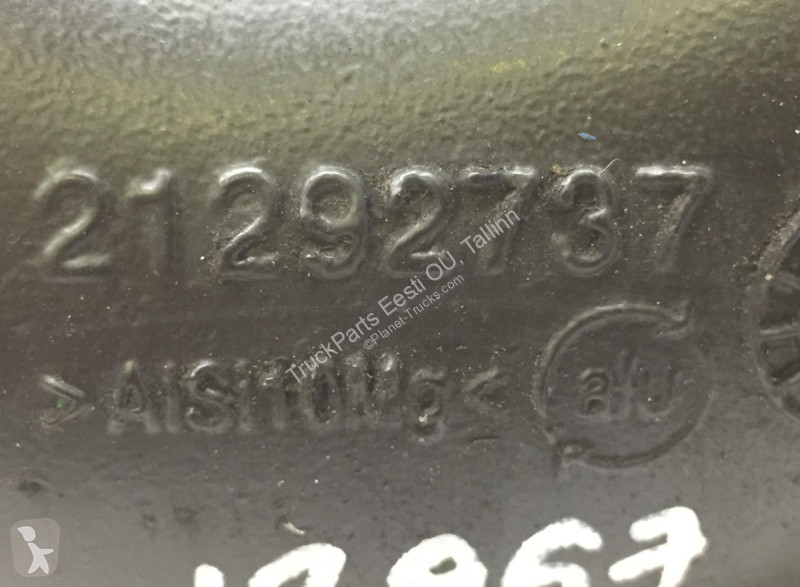 21292737
TruckParts Eesti OÜ, Tallinn
©Planet-Trucks.com
>AlSi10Mg<
alu